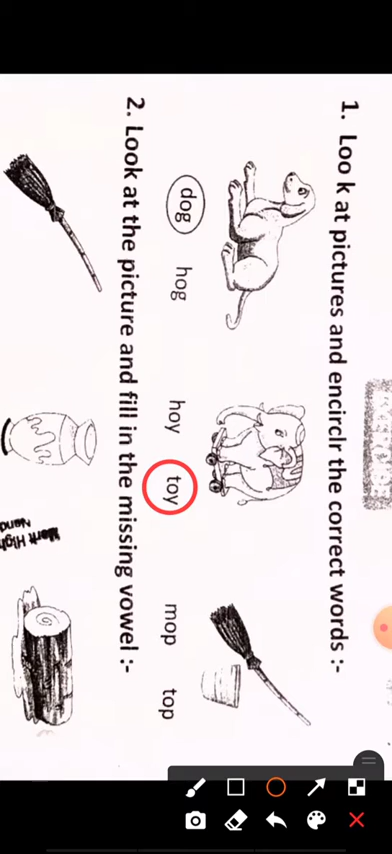 1. Loo k at pictures and encirclr the correct words :-
dog hog hoy toy mop top
2. Look at the picture and fill in the missing vowel :-